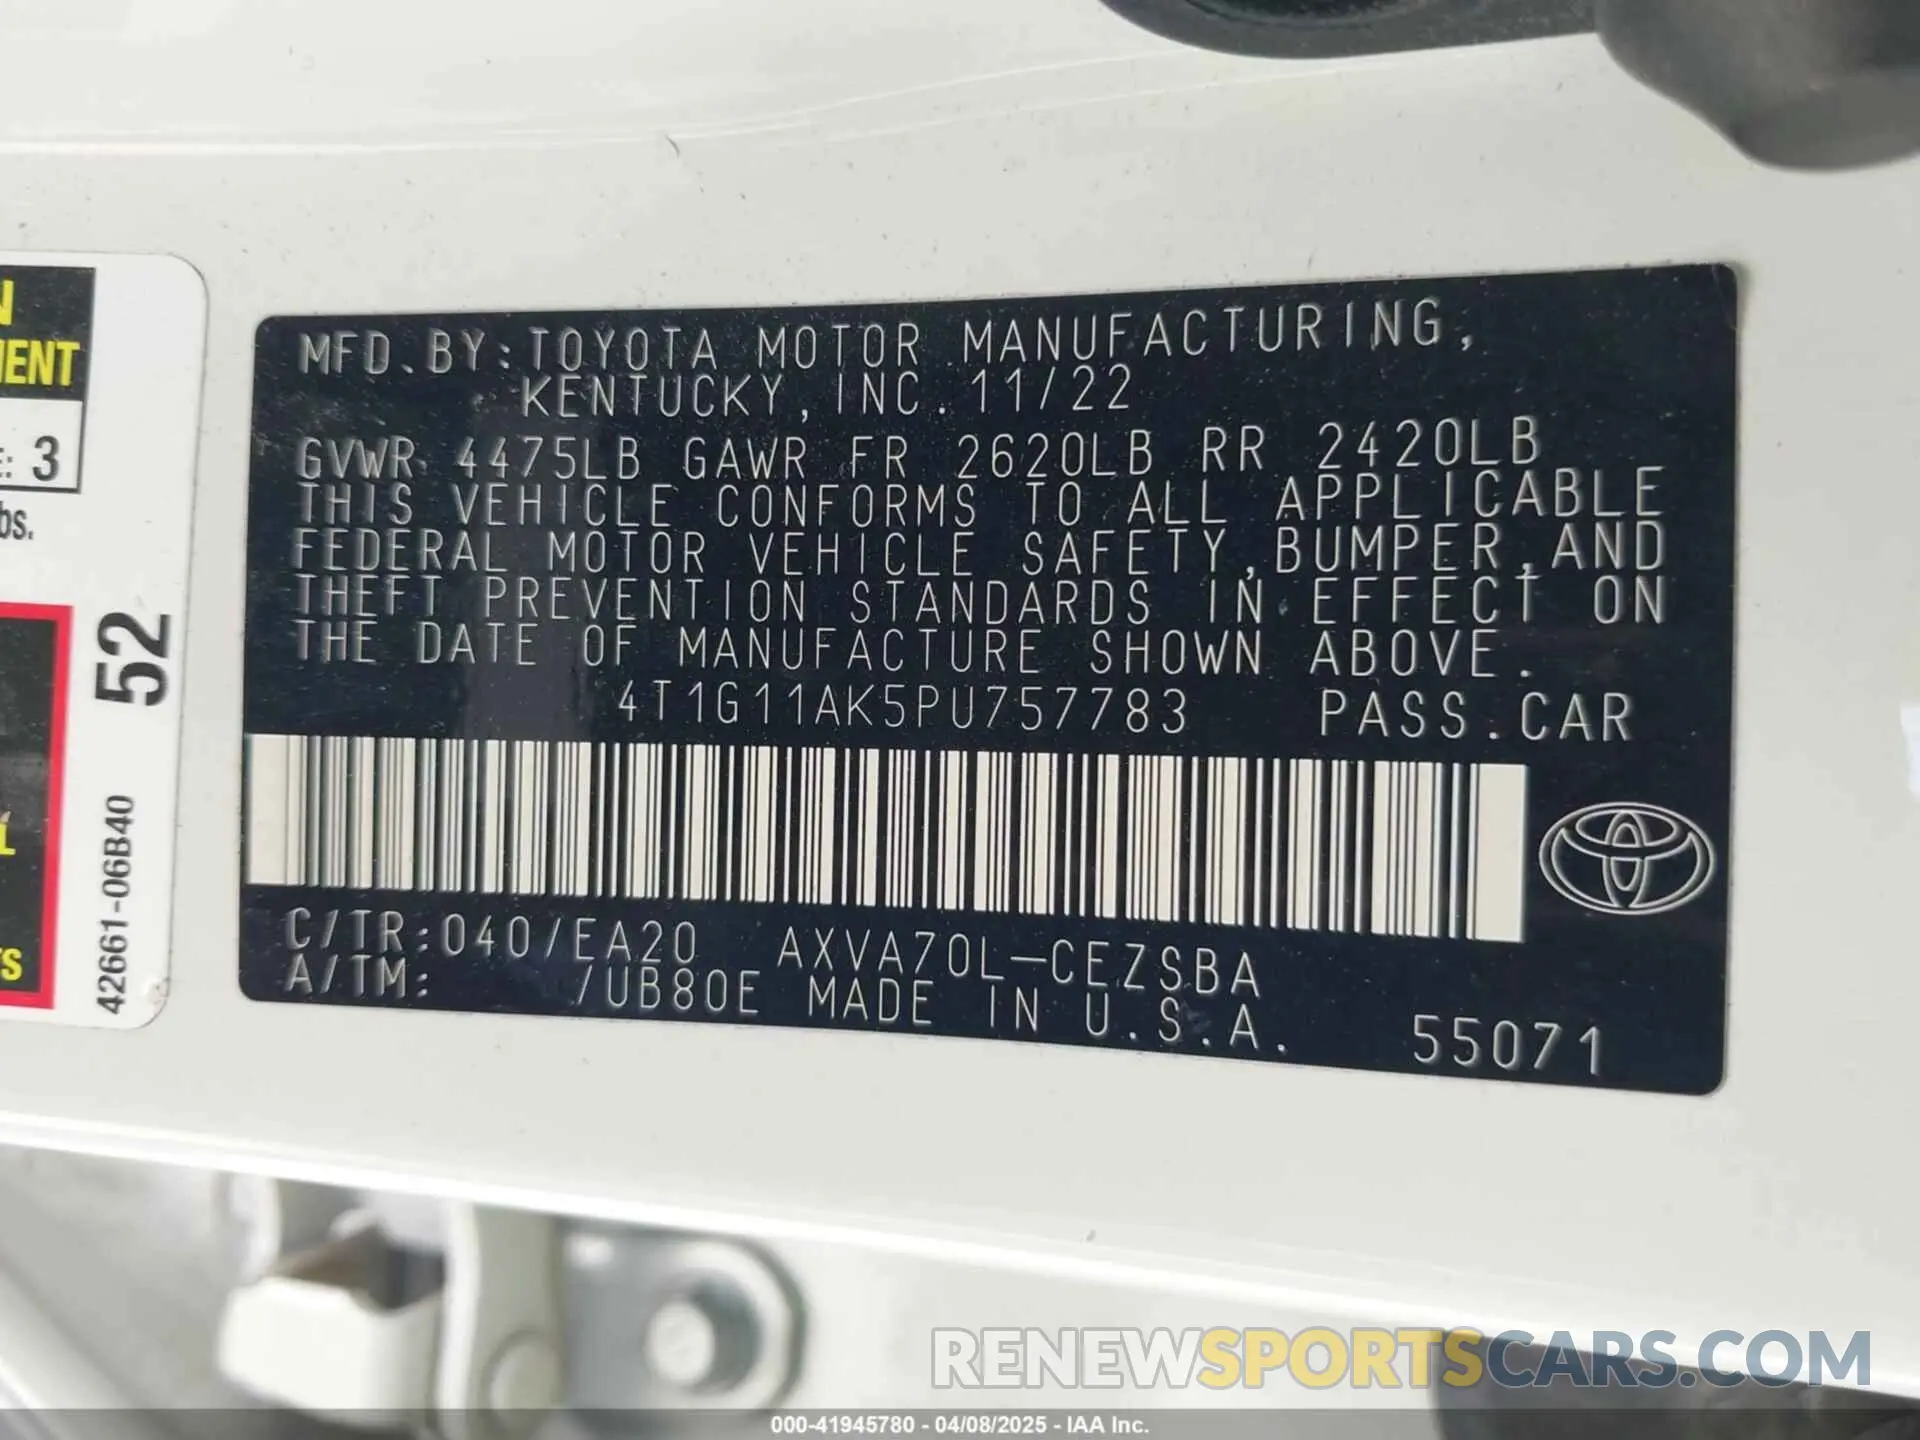 MFD.BY:TOYOTA MOTOR MANUFACTURING,
KENTUCKY, INC. 11/22
GVWR 4475LB GAWR FR 2620LB RR 2420LB
THIS VEHICLE CONFORMS TO ALL APPLICABLE
FEDERAL MOTOR VEHICLE SAFETY,BUMPER,AND
THEFT PREVENTION STANDARDS IN EFFECT ON
THE DATE OF MANUFACTURE SHOWN ABOVE.
4T1G11AK5PU757783 PASS.CAR
C/TR:040/EA20 AXVA70L-CEZSBA
A/TM: /UB80E MADE IN U.S.A. 55071
3
52
42661-06B40
RENEWSPORTSCARS.COM
000-41945780 - 04/08/2025 - IAA Inc.